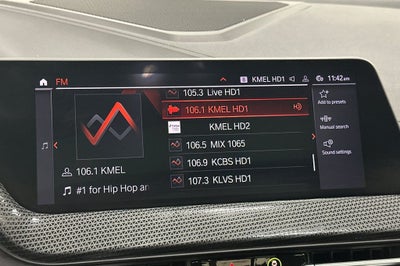 FM
KMEL HD1
11:42 am
105.3 Live HD1
106.1 KMEL HD1
KMEL HD2
106.5 MIX 1065
106.9 KCBS HD1
107.3 KLVS HD1
106.1 KMEL
#1 for Hip Hop an
Add to presets
Manual search
Sound settings